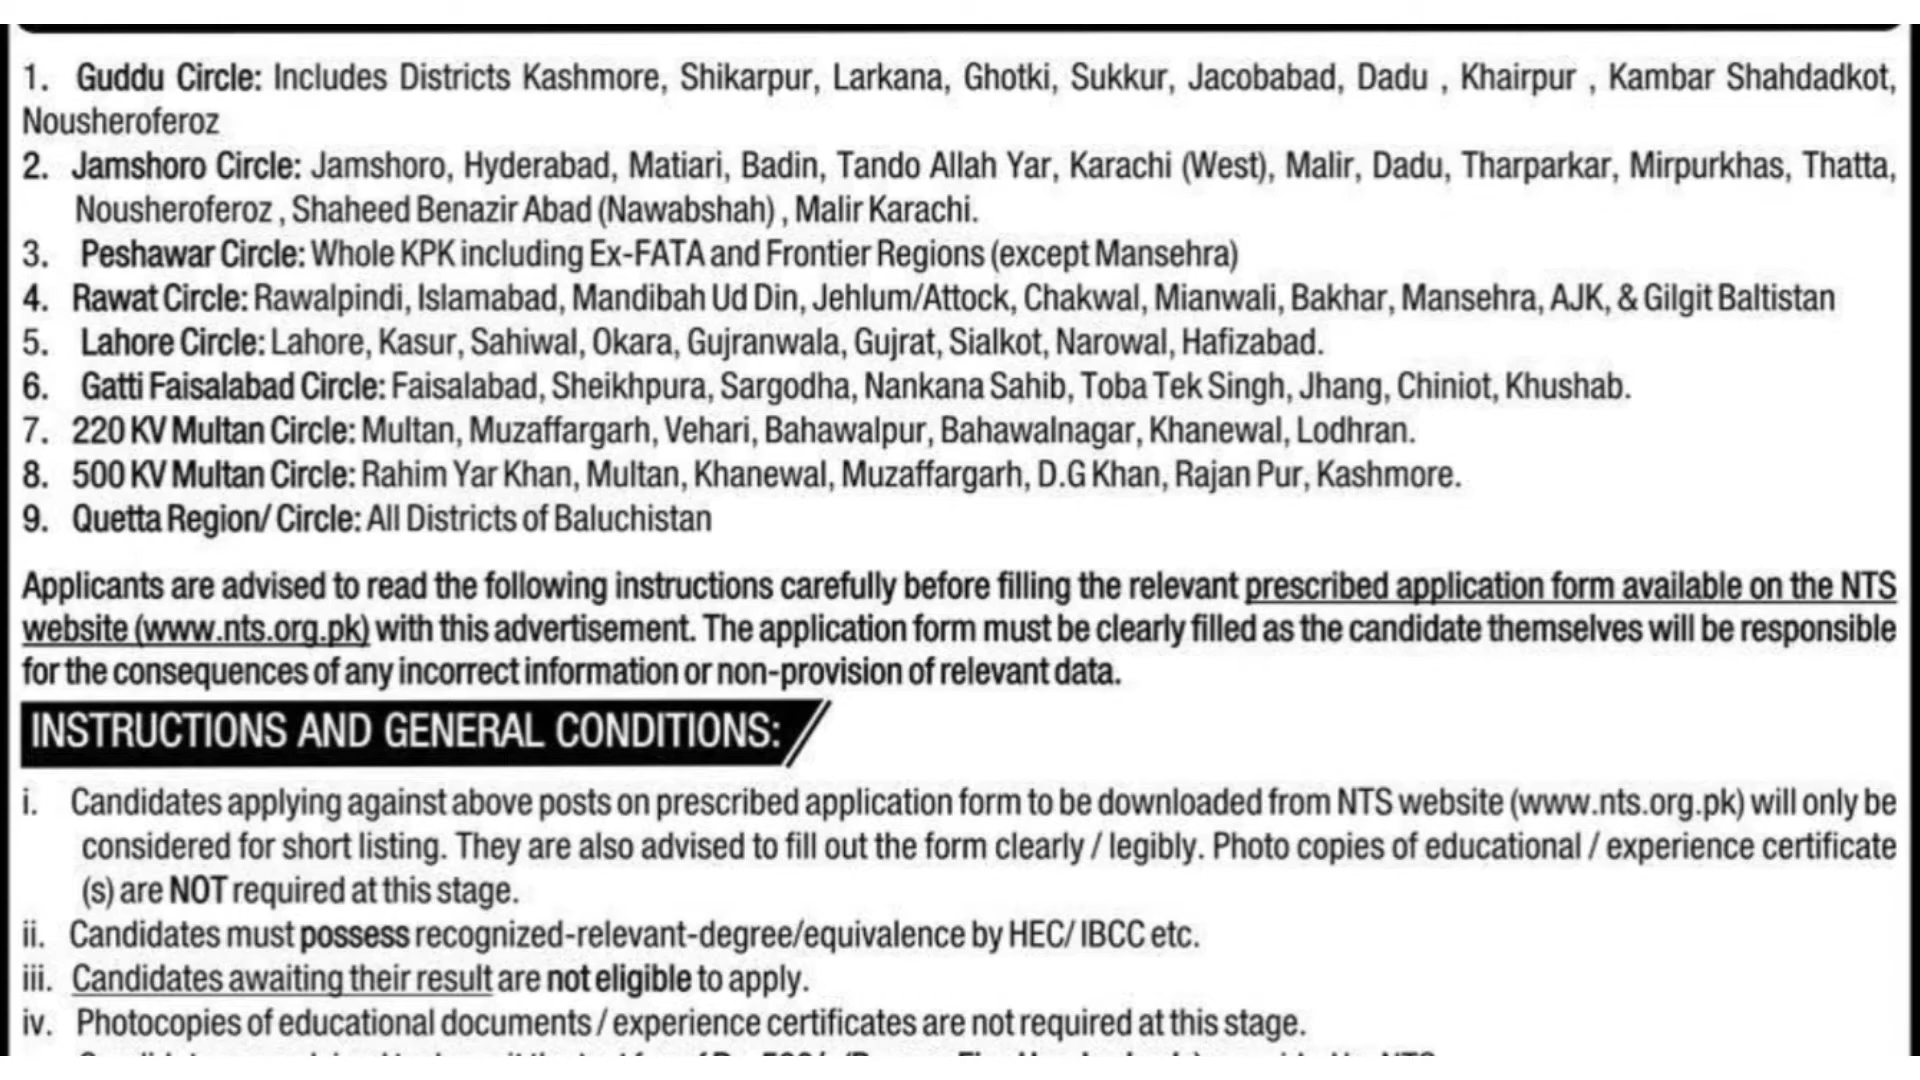 1. Guddu Circle: Includes Districts Kashmore, Shikarpur, Larkana, Ghotki, Sukkur, Jacobabad, Dadu , Khairpur , Kambar Shahdadkot,
Nousheroferoz
2. Jamshoro Circle: Jamshoro, Hyderabad, Matiari, Badin, Tando Allah Yar, Karachi (West), Malir, Dadu, Tharparkar, Mirpurkhas, Thatta,
Nousheroferoz , Shaheed Benazir Abad (Nawabshah) , Malir Karachi.
3. Peshawar Circle: Whole KPK including Ex-FATA and Frontier Regions (except Mansehra)
4. Rawat Circle: Rawalpindi, Islamabad, Mandibah Ud Din, Jehlum/Attock, Chakwal, Mianwali, Bakhar, Mansehra, AJK, & Gilgit Baltistan
5. Lahore Circle: Lahore, Kasur, Sahiwal, Okara, Gujranwala, Gujrat, Sialkot, Narowal, Hafizabad.
6. Gatti Faisalabad Circle: Faisalabad, Sheikhpura, Sargodha, Nankana Sahib, Toba Tek Singh, Jhang, Chiniot, Khushab.
7. 220 KV Multan Circle: Multan, Muzaffargarh, Vehari, Bahawalpur, Bahawalnagar, Khanewal, Lodhran.
8. 500 KV Multan Circle: Rahim Yar Khan, Multan, Khanewal, Muzaffargarh, D.G Khan, Rajan Pur, Kashmore.
9. Quetta Region/ Circle: All Districts of Baluchistan
Applicants are advised to read the following instructions carefully before filling the relevant prescribed application form available on the NTS
website (www.nts.org.pk) with this advertisement. The application form must be clearly filled as the candidate themselves will be responsible
for the consequences of any incorrect information or non-provision of relevant data.
INSTRUCTIONS AND GENERAL CONDITIONS:
i. Candidates applying against above posts on prescribed application form to be downloaded from NTS website (www.nts.org.pk) will only be
considered for short listing. They are also advised to fill out the form clearly / legibly. Photo copies of educational / experience certificate
(s) are NOT required at this stage.
ii. Candidates must possess recognized-relevant-degree/equivalence by HEC/ IBCC etc.
iii. Candidates awaiting their result are not eligible to apply.
iv. Photocopies of educational documents / experience certificates are not required at this stage.